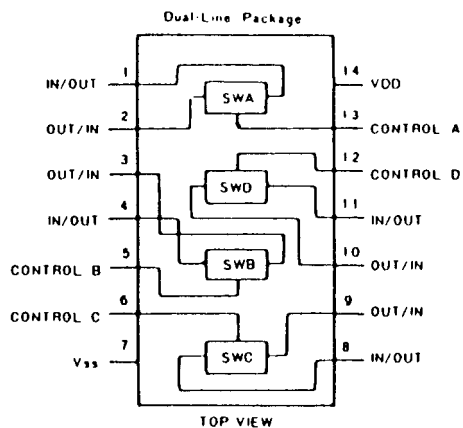 Dual-Line Package
1
IN/OUT
2
OUT/IN
3
OUT/IN
4
IN/OUT
5
CONTROL B
6
CONTROL C
7
Vss
SWA
SWD
SWB
SWC
14
VDD
13
CONTROL A
12
CONTROL D
11
IN/OUT
10
OUT/IN
9
OUT/IN
8
IN/OUT
TOP VIEW